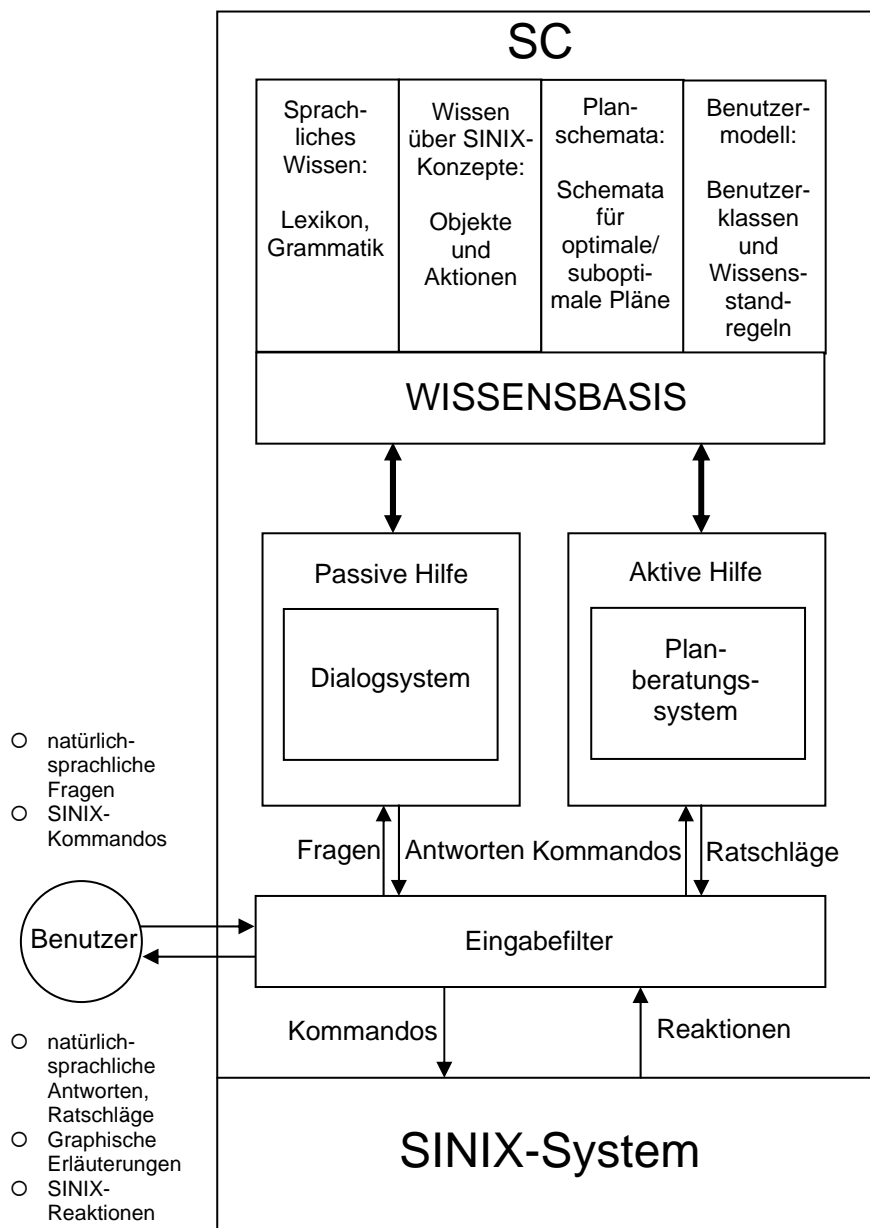 SC
Sprach-
liches
Wissen:
Lexikon,
Grammatik
Wissen
über SINIX-
Konzepte:
Objekte
und
Aktionen
Plan-
schemata:
Schemata
für
optimale/
subopti-
male Pläne
Benutzer-
modell:
Benutzer-
klassen
und
Wissens-
stand-
regeln
WISSENSBASIS
Passive Hilfe
Dialogsystem
Aktive Hilfe
Plan-
beratungs-
system
natürlich-
sprachliche
Fragen
SINIX-
Kommandos
Fragen
Antworten
Kommandos
Ratschläge
Benutzer
Eingabefilter
Kommandos
Reaktionen
natürlich-
sprachliche
Antworten,
Ratschläge
Graphische
Erläuterungen
SINIX-
Reaktionen
SINIX-System